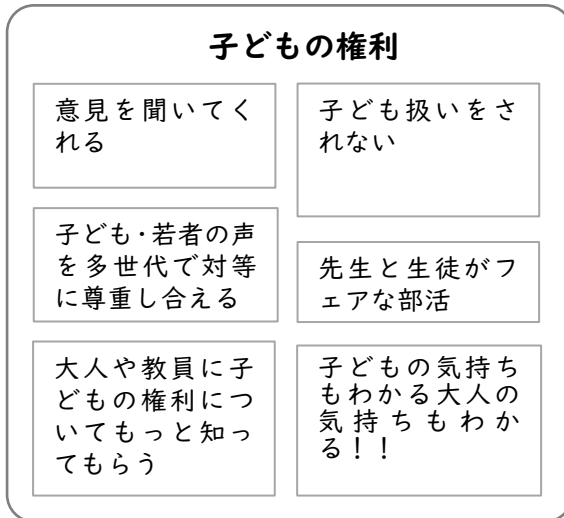 子どもの権利
意見を聞いてく
れる
子ども扱いをさ
れない
子ども・若者の声
を多世代で対等
に尊重し合える
先生と生徒がフ
ェアな部活
大人や教員に子
どもの権利につ
いてもっと知っ
てもらう
子どもの気持ち
もわかる大人の
気持ちもわか
る！！